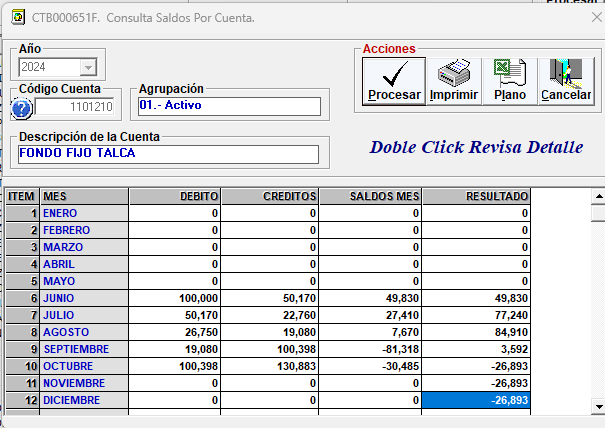 CTB000651F. Consulta Saldos Por Cuenta.
Año
2024
Código Cuenta
1101210
Agrupación
01.- Activo
Descripción de la Cuenta
FONDO FIJO TALCA
Acciones
Procesar Imprimir Plano Cancelar
Doble Click Revisa Detalle
ITEM MES DEBITO CREDITOS SALDOS MES RESULTADO
1 ENERO 0 0 0 0
2 FEBRERO 0 0 0 0
3 MARZO 0 0 0 0
4 ABRIL 0 0 0 0
5 MAYO 0 0 0 0
6 JUNIO 100,000 50,170 49,830 49,830
7 JULIO 50,170 22,760 27,410 77,240
8 AGOSTO 26,750 19,080 7,670 84,910
9 SEPTIEMBRE 19,080 100,398 -81,318 3,592
10 OCTUBRE 100,398 130,883 -30,485 -26,893
11 NOVIEMBRE 0 0 0 -26,893
12 DICIEMBRE 0 0 0 -26,893